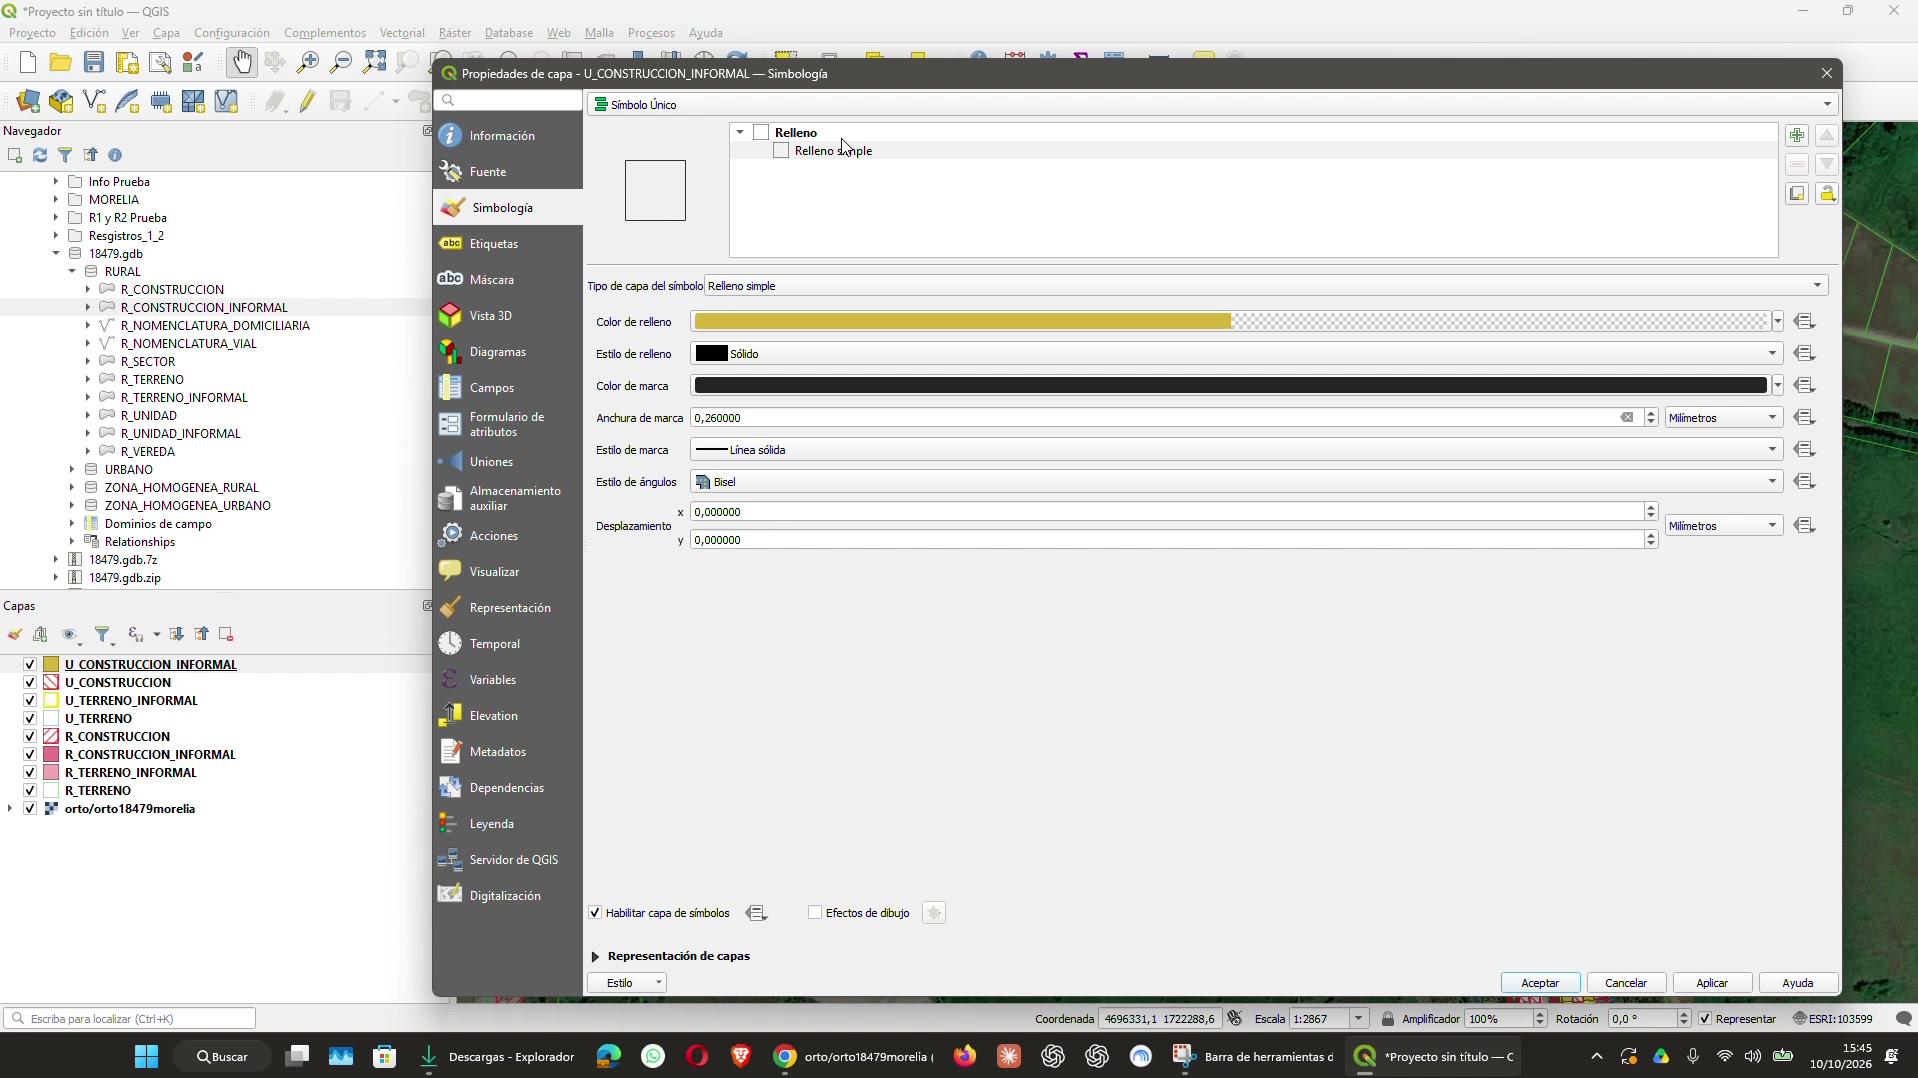 *Proyecto sin título — QGIS
Proyecto Edición Ver Capa Configuración Complementos Vectorial Ráster Database Web Malla Procesos Ayuda
Propiedades de capa - U_CONSTRUCCION_INFORMAL — Simbología
Navegador
Info Prueba
MORELIA
R1 y R2 Prueba
Resgistros_1_2
18479.gdb
RURAL
R_CONSTRUCCION
R_CONSTRUCCION_INFORMAL
R_NOMENCLATURA_DOMICILIARIA
R_NOMENCLATURA_VIAL
R_SECTOR
R_TERRENO
R_TERRENO_INFORMAL
R_UNIDAD
R_UNIDAD_INFORMAL
R_VEREDA
URBANO
ZONA_HOMOGENEA_RURAL
ZONA_HOMOGENEA_URBANO
Dominios de campo
Relationships
18479.gdb.7z
18479.gdb.zip
Capas
U_CONSTRUCCION_INFORMAL
U_CONSTRUCCION
U_TERRENO_INFORMAL
U_TERRENO
R_CONSTRUCCION
R_CONSTRUCCION_INFORMAL
R_TERRENO_INFORMAL
R_TERRENO
orto/orto18479morelia
Información
Fuente
Simbología
abc Etiquetas
abc Máscara
Vista 3D
Diagramas
Campos
Formulario de
atributos
Uniones
Almacenamiento
auxiliar
Acciones
Visualizar
Representación
Temporal
Variables
Elevation
Metadatos
Dependencias
Leyenda
Servidor de QGIS
Digitalización
Símbolo Único
Relleno
Relleno simple
Tipo de capa del símbolo Relleno simple
Color de relleno
Estilo de relleno Sólido
Color de marca
Anchura de marca 0,260000 Milímetros
Estilo de marca Línea sólida
Estilo de ángulos Bisel
x 0,000000
Desplazamiento Milímetros
y 0,000000
Habilitar capa de símbolos Efectos de dibujo
Representación de capas
Estilo Aceptar Cancelar Aplicar Ayuda
Escriba para localizar (Ctrl+K) Coordenada 4696331,1 1722288,6 Escala 1:2867 Amplificador 100% Rotación 0,0 ° Representar ESRI:103599
Buscar Descargas - Explorador orto/orto18479morelia ( Barra de herramientas d *Proyecto sin título — C 15:45
10/10/2026